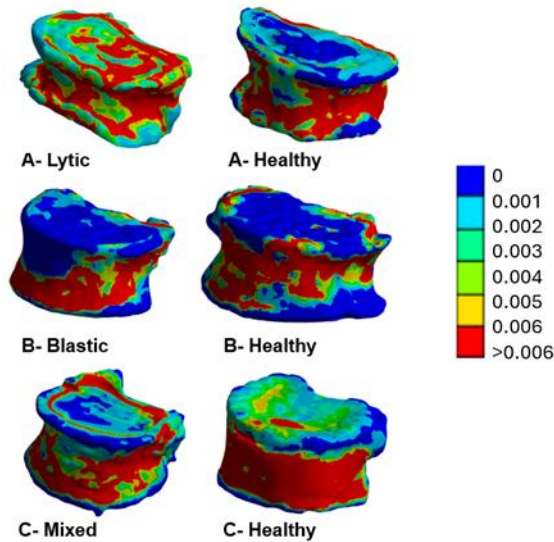 A- Lytic
A- Healthy
B- Blastic
B- Healthy
C- Mixed
C- Healthy
0
0.001
0.002
0.003
0.004
0.005
0.006
>0.006